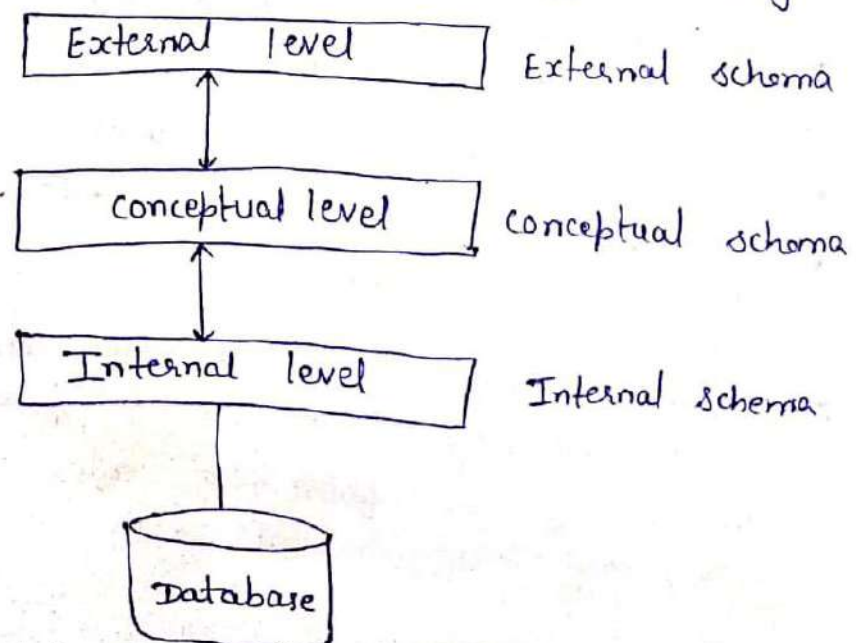 External level
External schema
conceptual level
conceptual schema
Internal level
Internal schema
Database